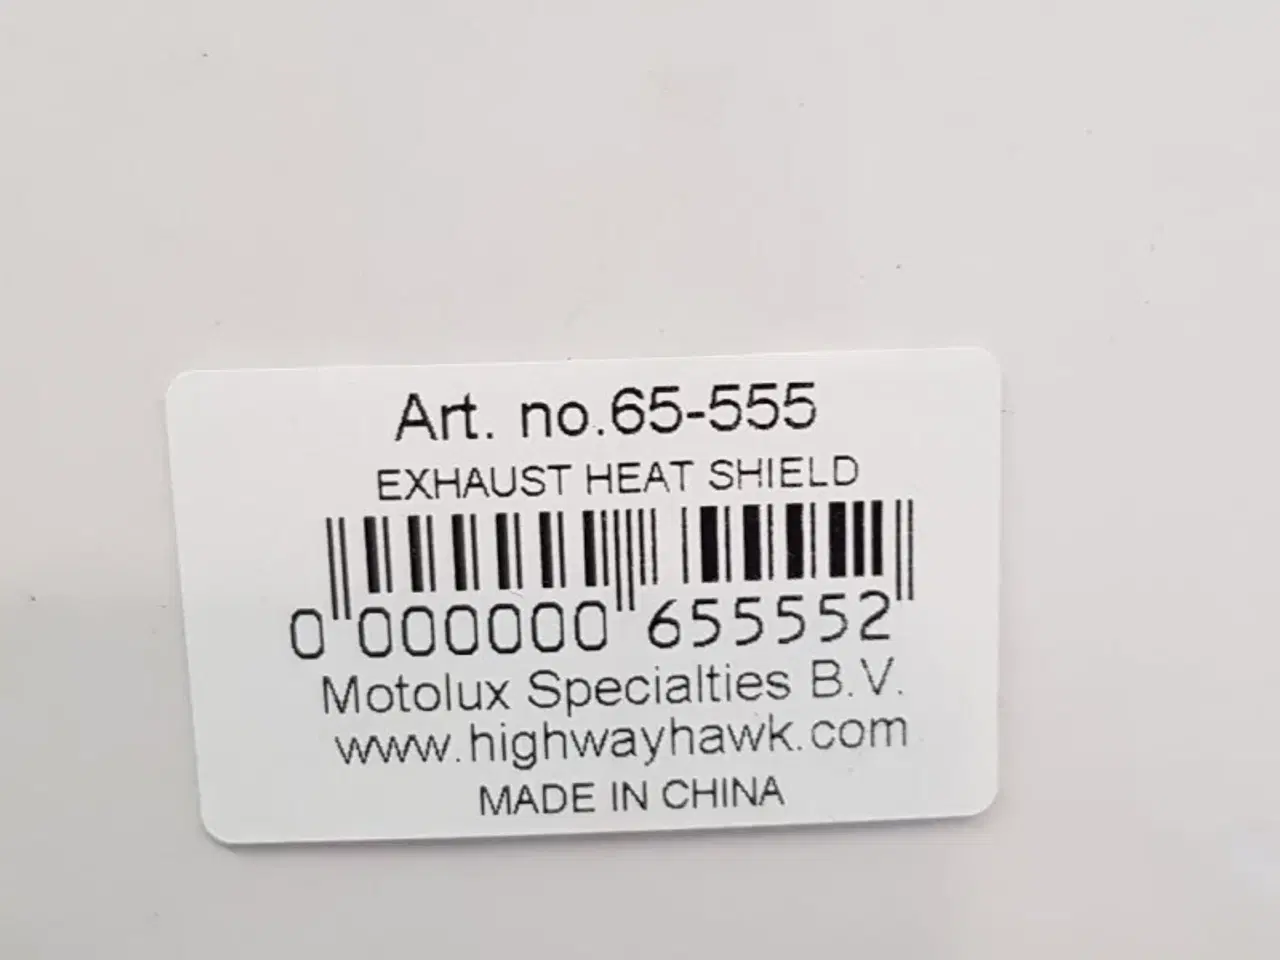 Art. no.65-555
EXHAUST HEAT SHIELD
0 000000 655552
Motolux Specialties B.V.
www.highwayhawk.com
MADE IN CHINA